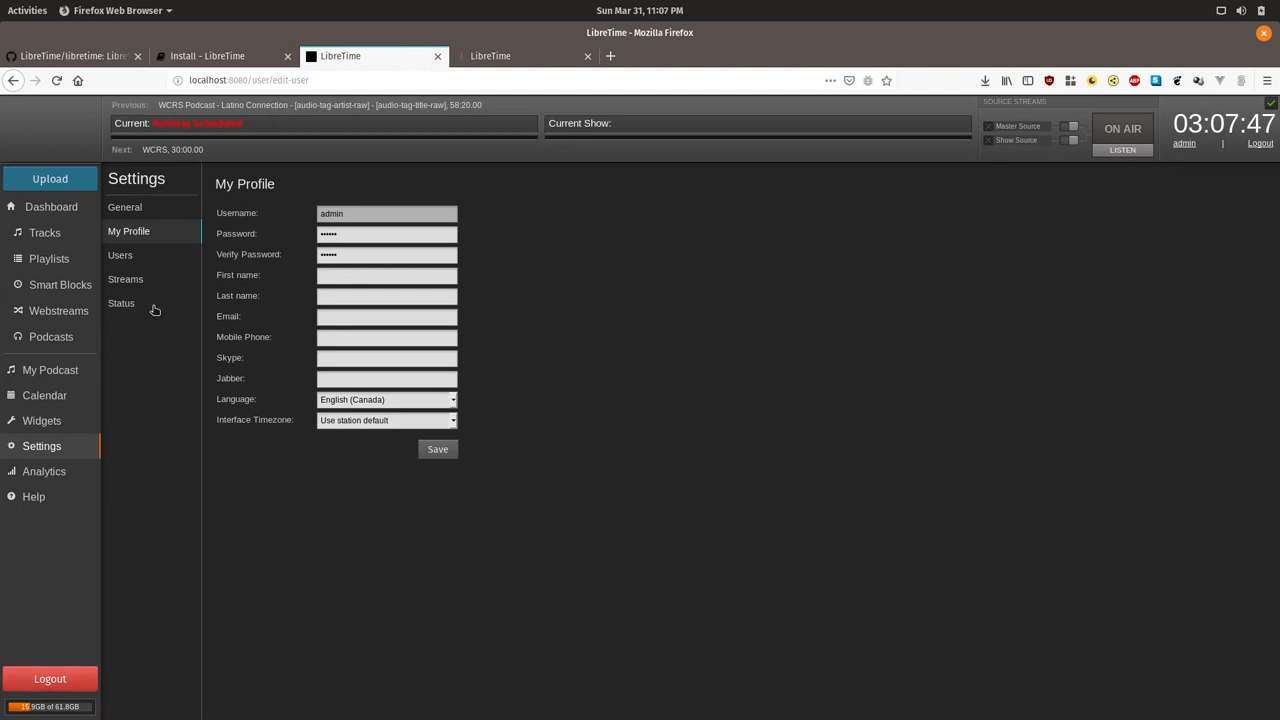 Activities
Firefox Web Browser
Sun Mar 31, 11:07 PM
LibreTime - Mozilla Firefox
LibreTime/libretime: Libre
Install - LibreTime
LibreTime
LibreTime
localhost:8080/user/edit-user
Previous: WCRS Podcast - Latino Connection - [audio-tag-artist-raw] - [audio-tag-title-raw], 58:20.00
Current: Nothing Scheduled
Current Show:
Next: WCRS, 30:00.00
SOURCE STREAMS
Master Source
Show Source
ON AIR
LISTEN
03:07:47
admin | Logout
Upload
Dashboard
Tracks
Playlists
Smart Blocks
Webstreams
Podcasts
My Podcast
Calendar
Widgets
Settings
Analytics
Help
Logout
15.9GB of 61.8GB
Settings
General
My Profile
Users
Streams
Status
My Profile
Username: admin
Password: ••••••
Verify Password: ••••••
First name:
Last name:
Email:
Mobile Phone:
Skype:
Jabber:
Language: English (Canada)
Interface Timezone: Use station default
Save